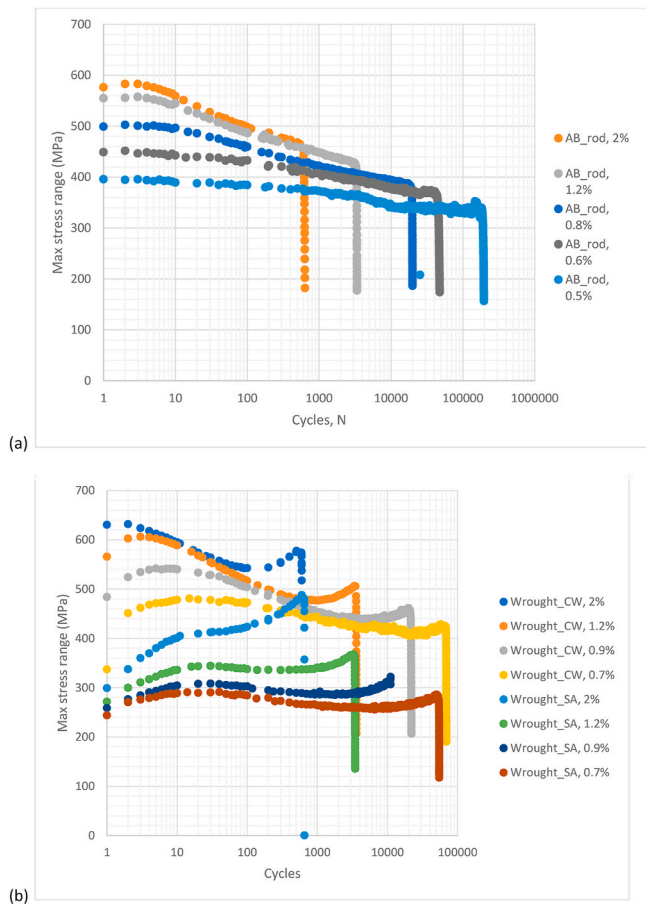 700
600
500
400
300
200
100
0
Max stress range (MPa)
1 10 100 1000 10000 100000 1000000
Cycles, N
AB_rod, 2%
AB_rod,
1.2%
AB_rod,
0.8%
AB_rod,
0.6%
AB_rod,
0.5%
(a)
700
600
500
400
300
200
100
0
Max stress range (MPa)
1 10 100 1000 10000 100000
Cycles
Wrought_CW, 2%
Wrought_CW, 1.2%
Wrought_CW, 0.9%
Wrought_CW, 0.7%
Wrought_SA, 2%
Wrought_SA, 1.2%
Wrought_SA, 0.9%
Wrought_SA, 0.7%
(b)